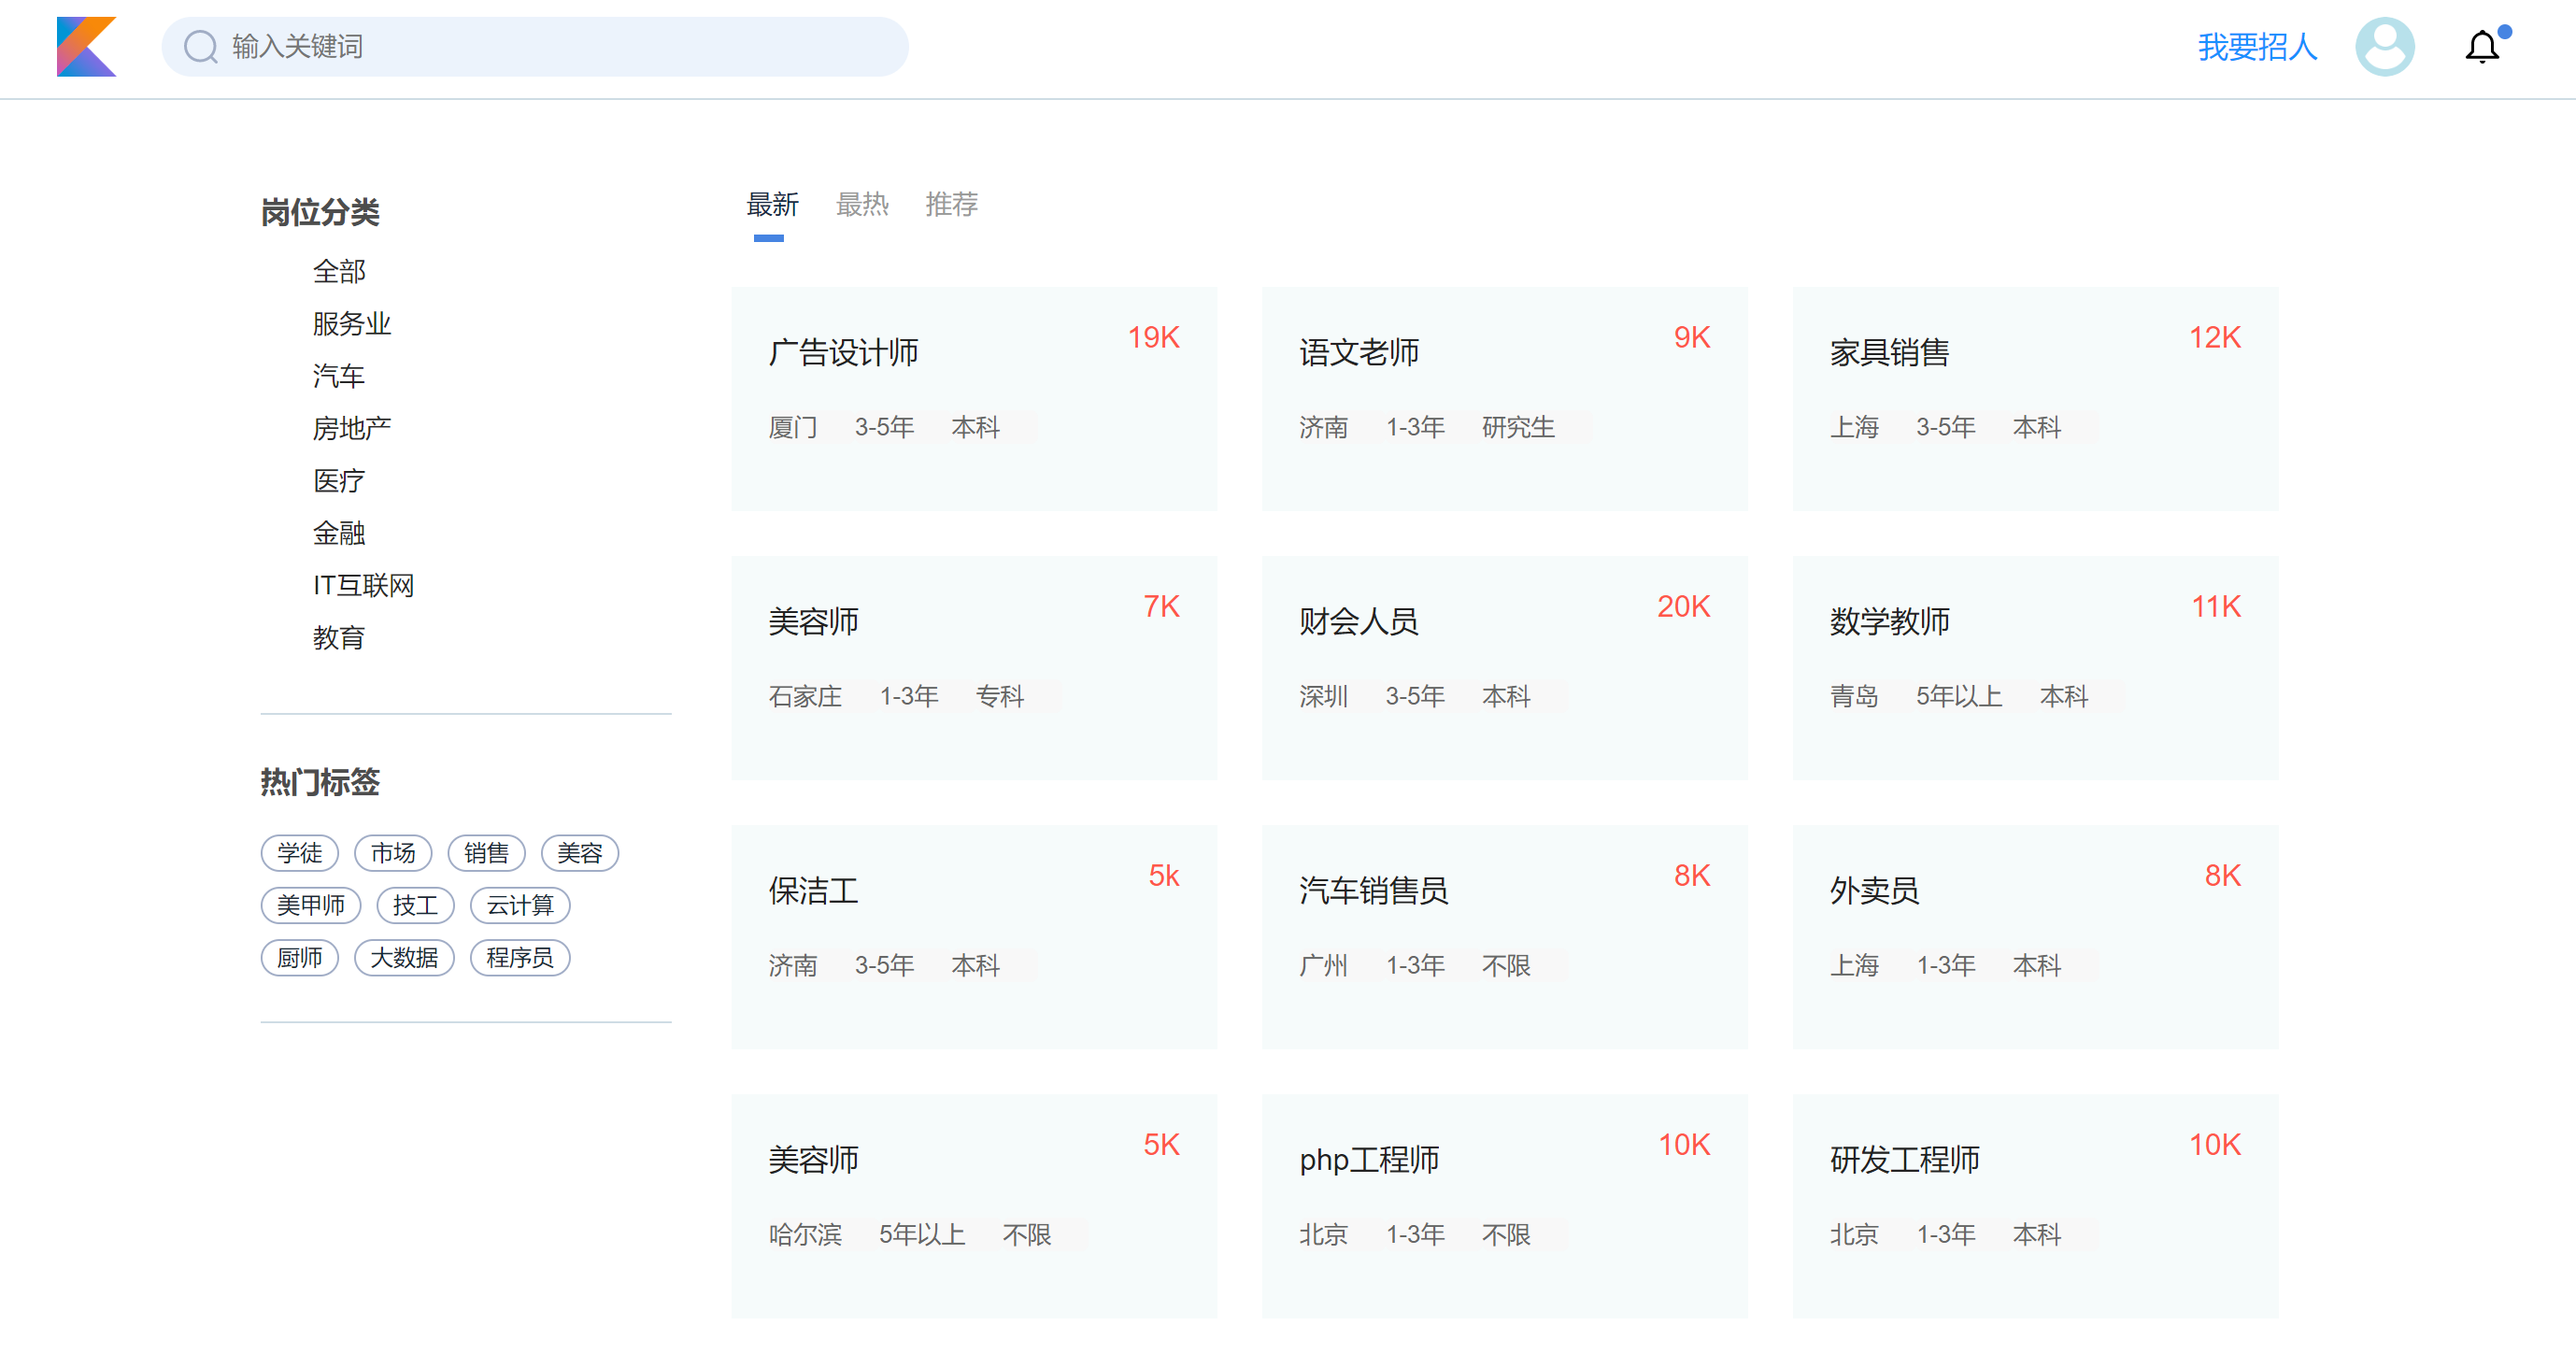 输入关键词
我要招人
岗位分类
全部
服务业
汽车
房地产
医疗
金融
IT互联网
教育
热门标签
学徒 市场 销售 美容
美甲师 技工 云计算
厨师 大数据 程序员
最新 最热 推荐
广告设计师 19K
厦门 3-5年 本科
语文老师 9K
济南 1-3年 研究生
家具销售 12K
上海 3-5年 本科
美容师 7K
石家庄 1-3年 专科
财会人员 20K
深圳 3-5年 本科
数学教师 11K
青岛 5年以上 本科
保洁工 5k
济南 3-5年 本科
汽车销售员 8K
广州 1-3年 不限
外卖员 8K
上海 1-3年 本科
美容师 5K
哈尔滨 5年以上 不限
php工程师 10K
北京 1-3年 不限
研发工程师 10K
北京 1-3年 本科